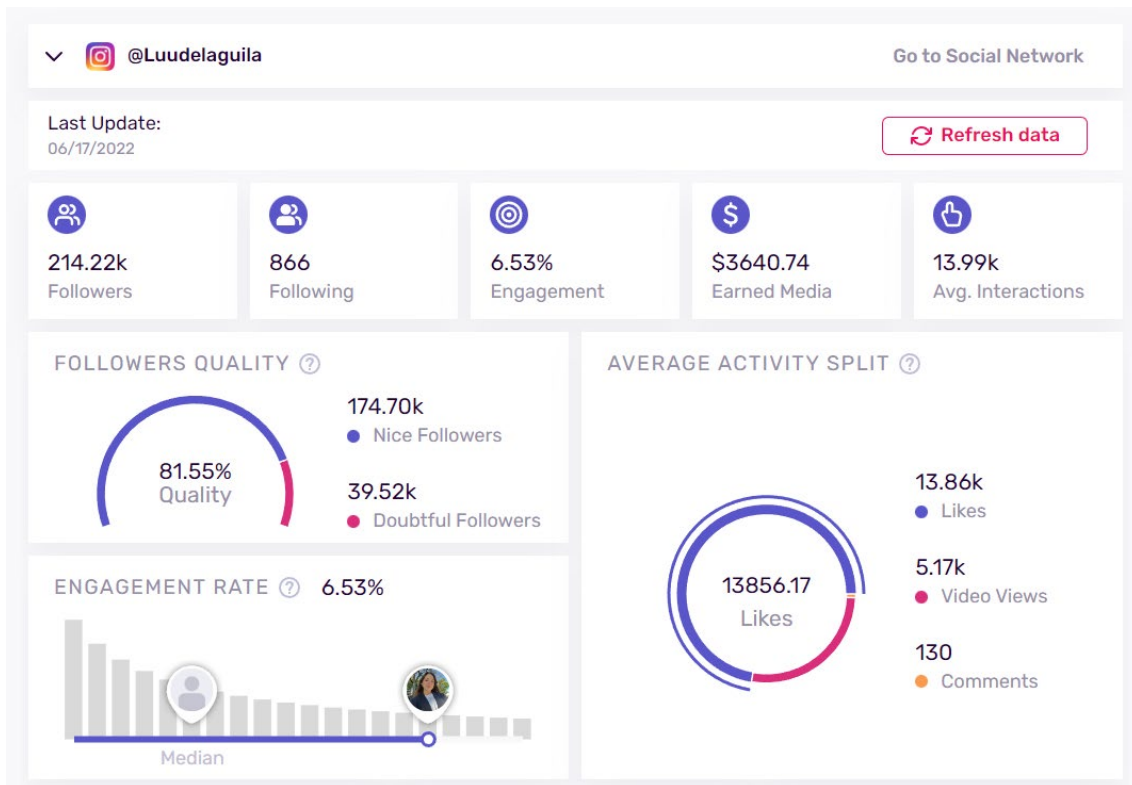 @Luudelaguila
Go to Social Network
Last Update:
06/17/2022
Refresh data
214.22k
Followers
866
Following
6.53%
Engagement
$3640.74
Earned Media
13.99k
Avg. Interactions
FOLLOWERS QUALITY ?
81.55%
Quality
174.70k
Nice Followers
39.52k
Doubtful Followers
AVERAGE ACTIVITY SPLIT ?
13856.17
Likes
13.86k
Likes
5.17k
Video Views
130
Comments
ENGAGEMENT RATE ? 6.53%
Median